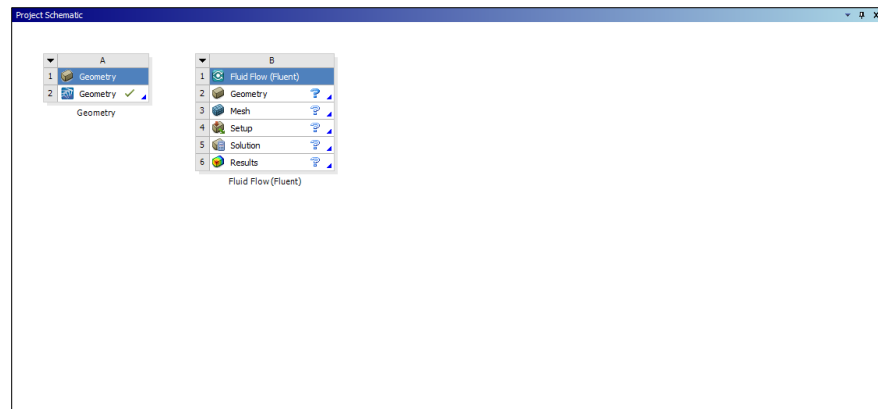 Project Schematic
A
1 Geometry
2 Geometry
Geometry
B
1 Fluid Flow (Fluent)
2 Geometry
3 Mesh
4 Setup
5 Solution
6 Results
Fluid Flow (Fluent)